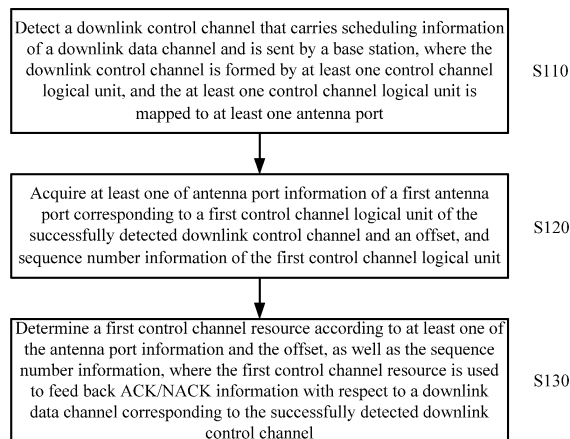 Detect a downlink control channel that carries scheduling information
of a downlink data channel and is sent by a base station, where the
downlink control channel is formed by at least one control channel
logical unit, and the at least one control channel logical unit is
mapped to at least one antenna port
S110
Acquire at least one of antenna port information of a first antenna
port corresponding to a first control channel logical unit of the
successfully detected downlink control channel and an offset, and
sequence number information of the first control channel logical unit
S120
Determine a first control channel resource according to at least one of
the antenna port information and the offset, as well as the sequence
number information, where the first control channel resource is used
to feed back ACK/NACK information with respect to a downlink
data channel corresponding to the successfully detected downlink
control channel
S130